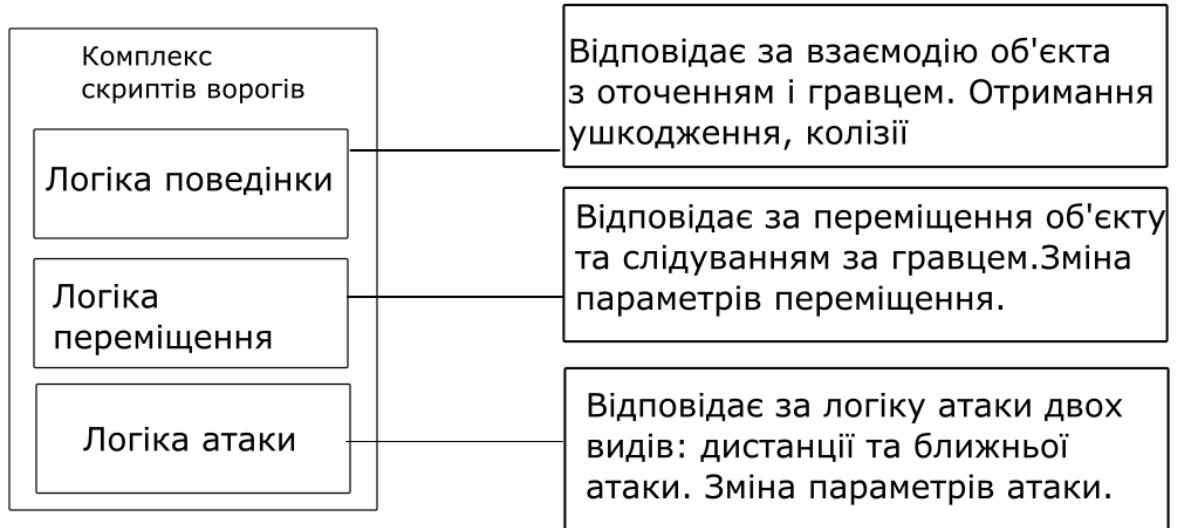 Комплекс
скриптів ворогів
Логіка поведінки
Відповідає за взаємодію об'єкта
з оточенням і гравцем. Отримання
ушкодження, колізії
Логіка
переміщення
Відповідає за переміщення об'єкту
та слідуванням за гравцем.Зміна
параметрів переміщення.
Логіка атаки
Відповідає за логіку атаки двох
видів: дистанції та ближньої
атаки. Зміна параметрів атаки.